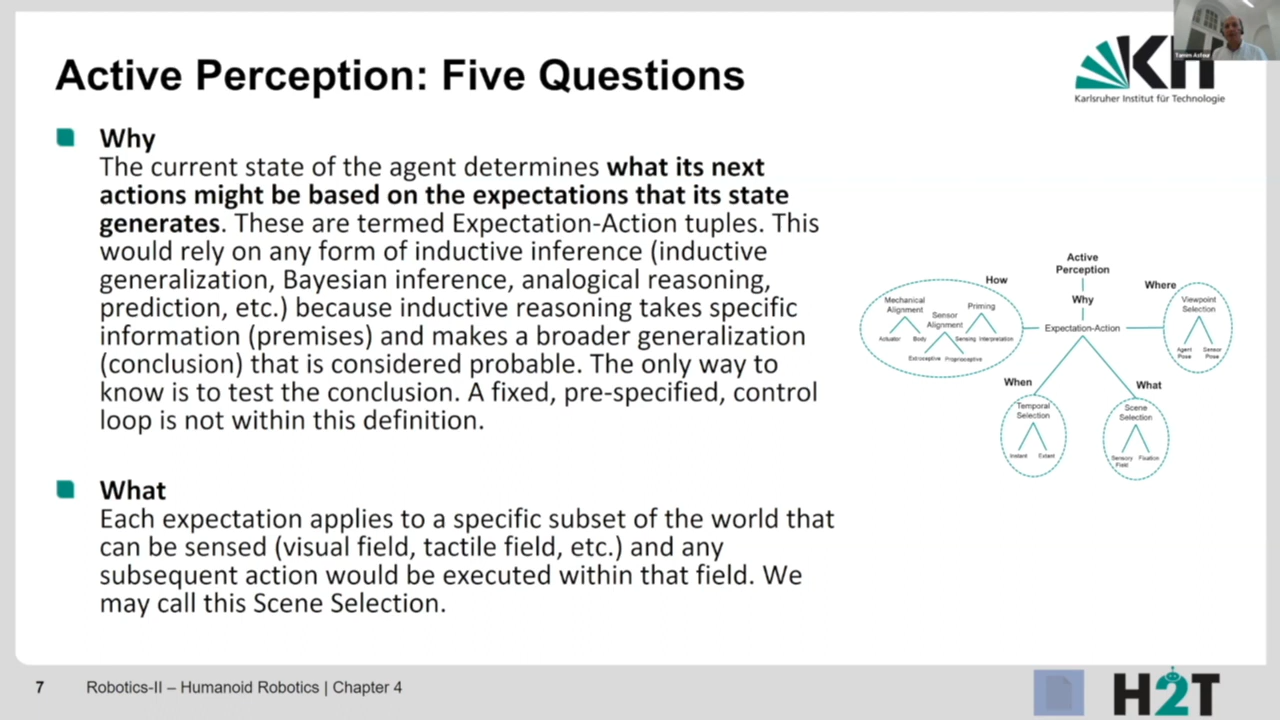 Active Perception: Five Questions
KIT
Karlsruher Institut für Technologie
Tamim Asfour
Why
The current state of the agent determines what its next
actions might be based on the expectations that its state
generates. These are termed Expectation-Action tuples. This
would rely on any form of inductive inference (inductive
generalization, Bayesian inference, analogical reasoning,
prediction, etc.) because inductive reasoning takes specific
information (premises) and makes a broader generalization
(conclusion) that is considered probable. The only way to
know is to test the conclusion. A fixed, pre-specified, control
loop is not within this definition.
What
Each expectation applies to a specific subset of the world that
can be sensed (visual field, tactile field, etc.) and any
subsequent action would be executed within that field. We
may call this Scene Selection.
Active
Perception
Why
Expectation-Action
How
Mechanical
Alignment
Actuator Body
Sensor
Alignment
Exteroceptive Proprioceptive
Priming
Sensing Interpretation
Where
Viewpoint
Selection
Agent
Pose
Sensor
Pose
When
Temporal
Selection
Instant Extent
What
Scene
Selection
Sensory
Field
Fixation
7 Robotics-II – Humanoid Robotics | Chapter 4
H2T